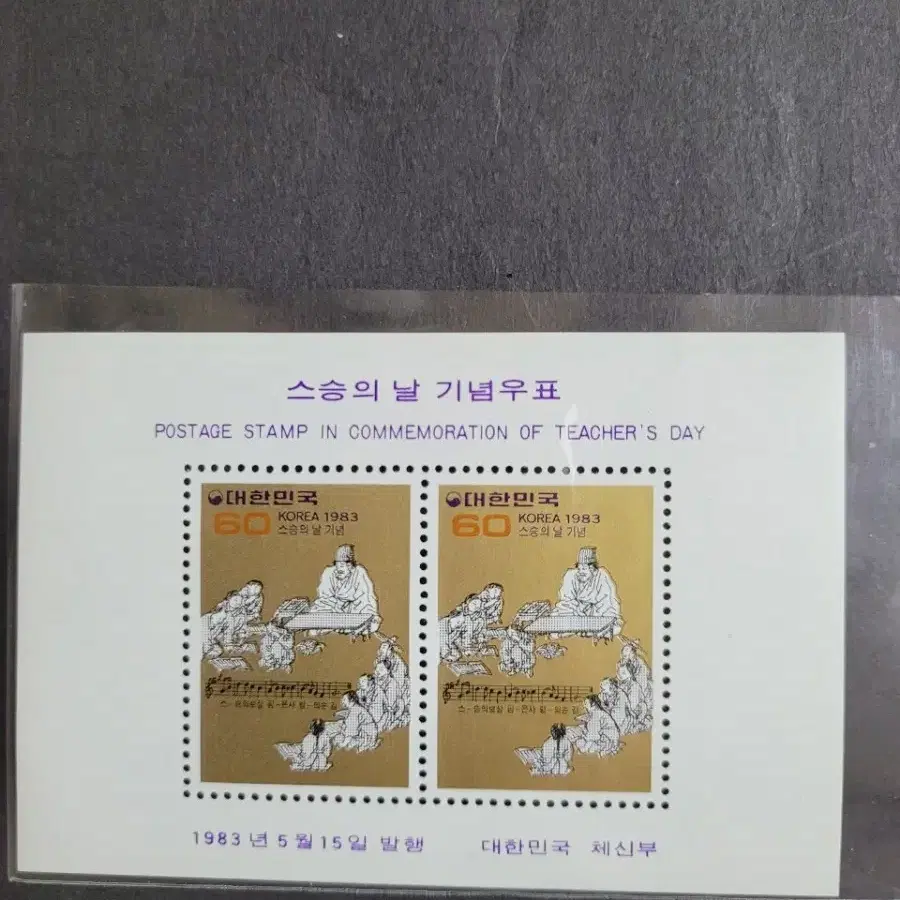 스승의 날 기념우표
POSTAGE STAMP IN COMMEMORATION OF TEACHER'S DAY
대한민국
60 KOREA 1983
스승의 날 기념
대한민국
60 KOREA 1983
스승의 날 기념
1983년 5월 15일 발행 대한민국 체신부